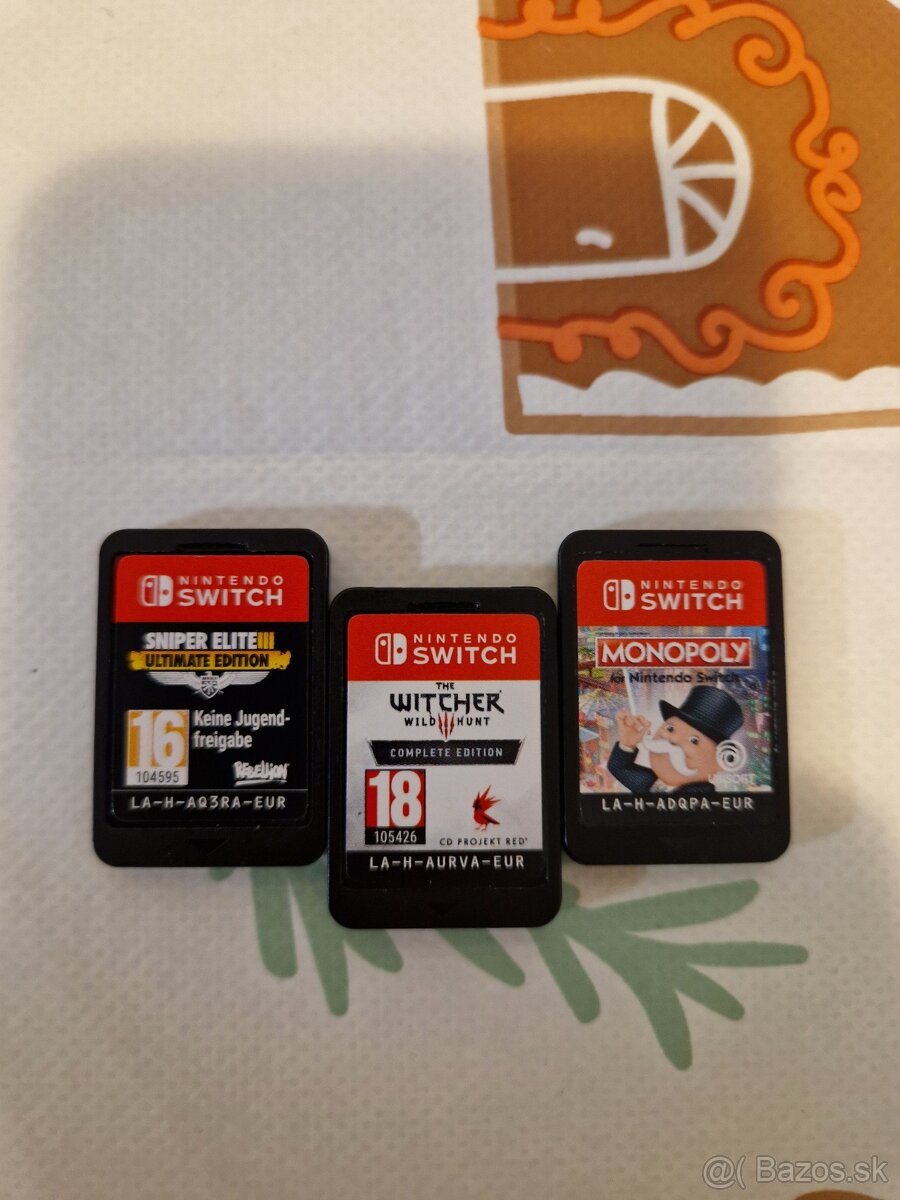 NINTENDO
SWITCH
SNIPER ELITE III
ULTIMATE EDITION
16
104595
Keine Jugend-
freigabe
REBELLION
LA-H-AQ3RA-EUR
NINTENDO
SWITCH
THE
WITCHER
WILD HUNT
COMPLETE EDITION
18
105426
CD PROJEKT RED®
LA-H-AURVA-EUR
NINTENDO
SWITCH
MONOPOLY
for Nintendo Switch
UBISOFT
LA-H-ADQPA-EUR
@( Bazos.sk